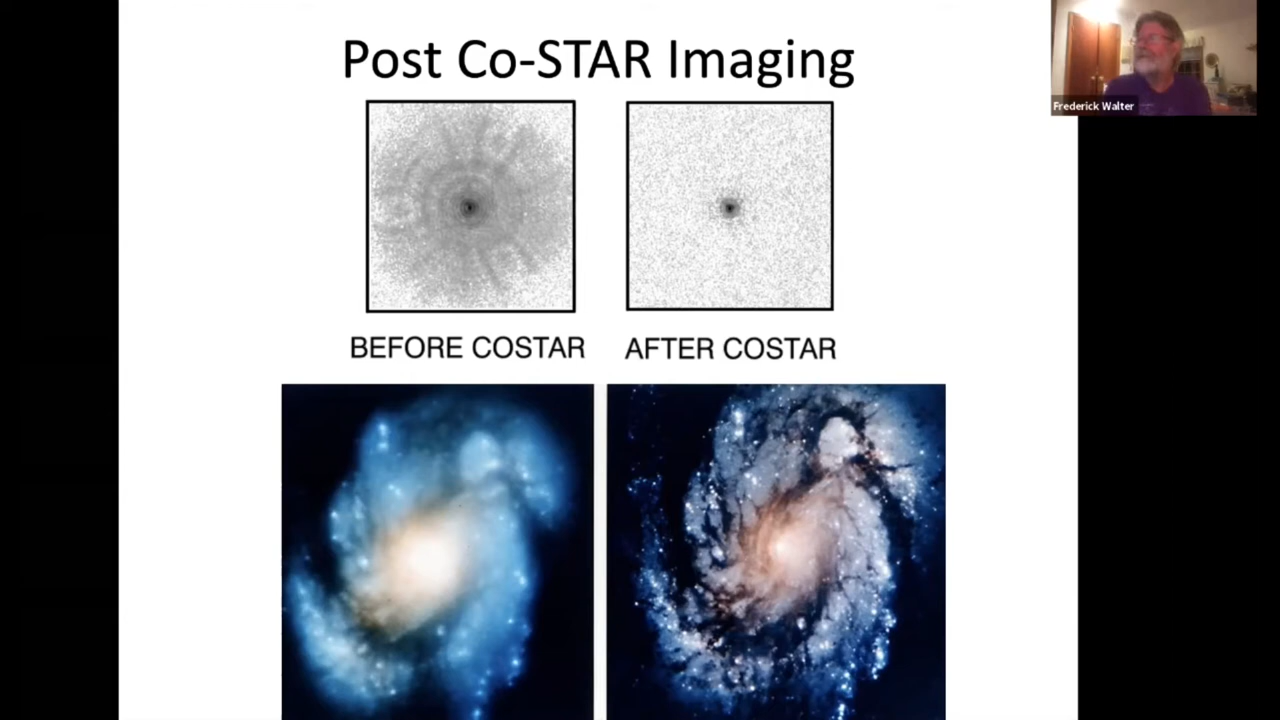 Post Co-STAR Imaging
Frederick Walter
BEFORE COSTAR
AFTER COSTAR